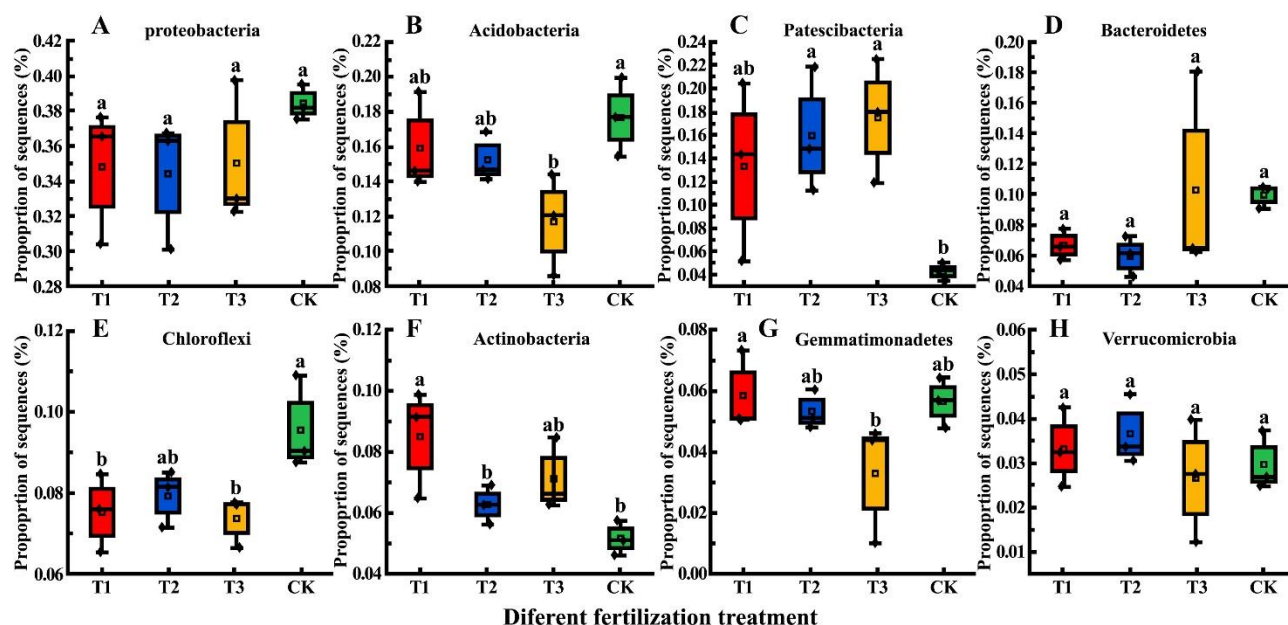 A proteobacteria
Propoprtion of sequences (%)
0.42
0.40
0.38
0.36
0.34
0.32
0.30
0.28
a a a a
T1 T2 T3 CK
B Acidobacteria
Propoprtion of sequences (%)
0.22
0.20
0.18
0.16
0.14
0.12
0.10
0.08
ab ab b a
T1 T2 T3 CK
C Patescibacteria
Propoprtion of sequences (%)
0.24
0.22
0.20
0.18
0.16
0.14
0.12
0.10
0.08
0.06
0.04
ab a a b
T1 T2 T3 CK
D Bacteroidetes
Propoprtion of sequences (%)
0.20
0.18
0.16
0.14
0.12
0.10
0.08
0.06
0.04
a a a a
T1 T2 T3 CK
E Chloroflexi
Propoprtion of sequences (%)
0.12
0.10
0.08
0.06
b ab b a
T1 T2 T3 CK
F Actinobacteria
Propoprtion of sequences (%)
0.12
0.10
0.08
0.06
0.04
a b ab b
T1 T2 T3 CK
G Gemmatimonadetes
Propoprtion of sequences (%)
0.08
0.06
0.04
0.02
0.00
a ab b ab
T1 T2 T3 CK
H Verrucomicrobia
Propoprtion of sequences (%)
0.06
0.05
0.04
0.03
0.02
0.01
a a a a
T1 T2 T3 CK
Diferent fertilization treatment